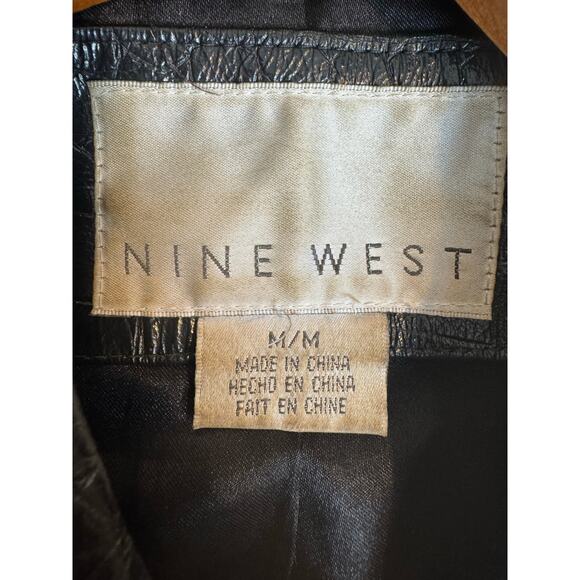 NINE WEST
M/M
MADE IN CHINA
HECHO EN CHINA
FAIT EN CHINE